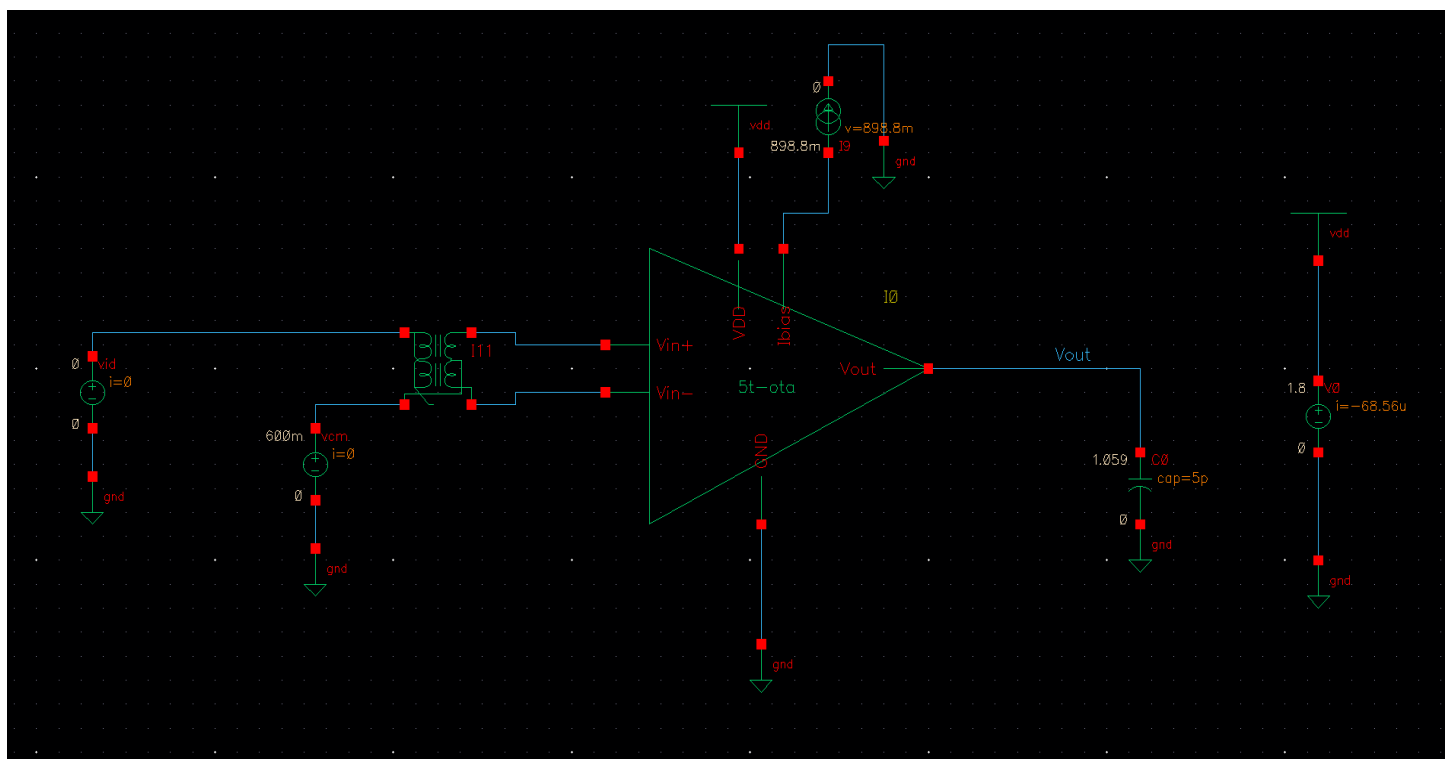 0
v=898.8m
898.8m I9
gnd
vdd
VDD
Ibias
I0
vid
0
i=0
0
gnd
I11
600m vcm
i=0
0
gnd
Vin+
Vin-
5t-ota
Vout
GND
gnd
Vout
1.059 C0
cap=5p
0
gnd
vdd
1.8 V0
i=-68.56u
0
gnd